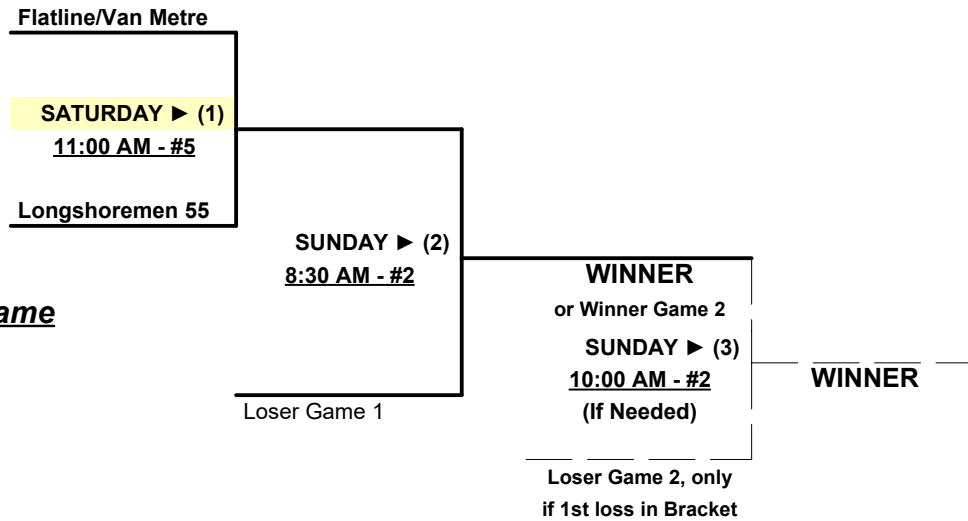 Flatline/Van Metre
SATURDAY ► (1)
11:00 AM - #5
Longshoremen 55
SUNDAY ► (2)
8:30 AM - #2
WINNER
or Winner Game 2
ame
SUNDAY ► (3)
10:00 AM - #2
WINNER
(If Needed)
Loser Game 1
Loser Game 2, only
if 1st loss in Bracket